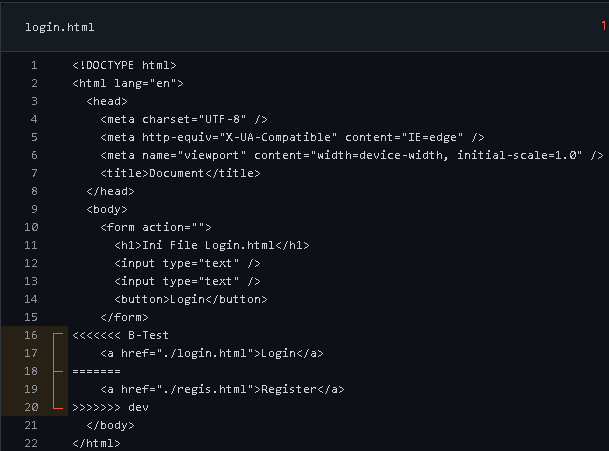 login.html 1
1 <!DOCTYPE html>
2 <html lang="en">
3   <head>
4     <meta charset="UTF-8" />
5     <meta http-equiv="X-UA-Compatible" content="IE=edge" />
6     <meta name="viewport" content="width=device-width, initial-scale=1.0" />
7     <title>Document</title>
8   </head>
9   <body>
10     <form action="">
11       <h1>Ini File Login.html</h1>
12       <input type="text" />
13       <input type="text" />
14       <button>Login</button>
15     </form>
16 <<<<<<< B-Test
17     <a href="./login.html">Login</a>
18 =======
19     <a href="./regis.html">Register</a>
20 >>>>>>> dev
21   </body>
22 </html>